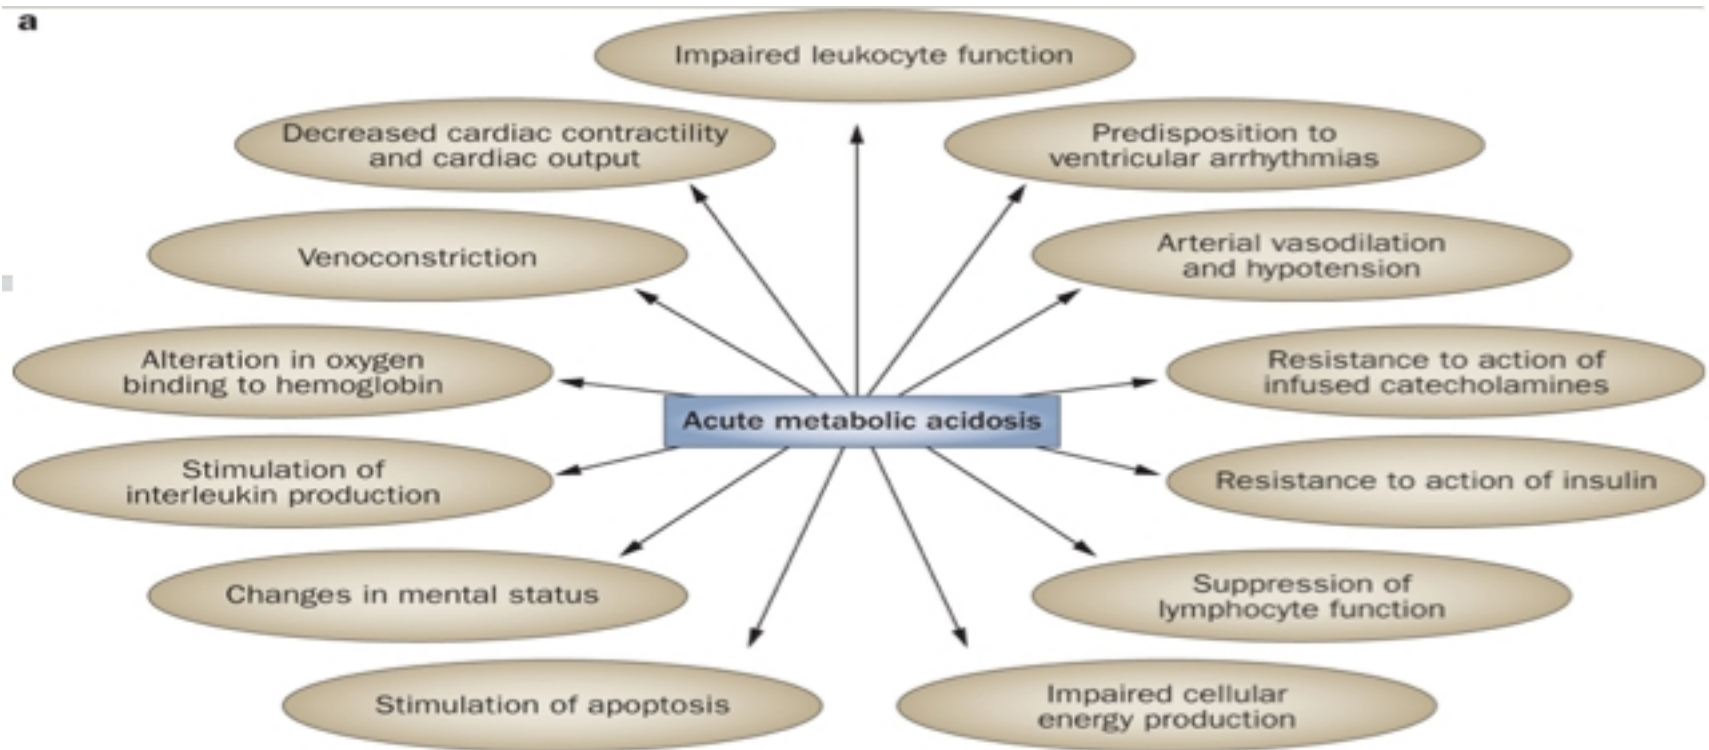 a
Impaired leukocyte function
Decreased cardiac contractility
and cardiac output
Predisposition to
ventricular arrhythmias
Venoconstriction
Arterial vasodilation
and hypotension
Alteration in oxygen
binding to hemoglobin
Resistance to action of
infused catecholamines
Acute metabolic acidosis
Stimulation of
interleukin production
Resistance to action of insulin
Changes in mental status
Suppression of
lymphocyte function
Stimulation of apoptosis
Impaired cellular
energy production